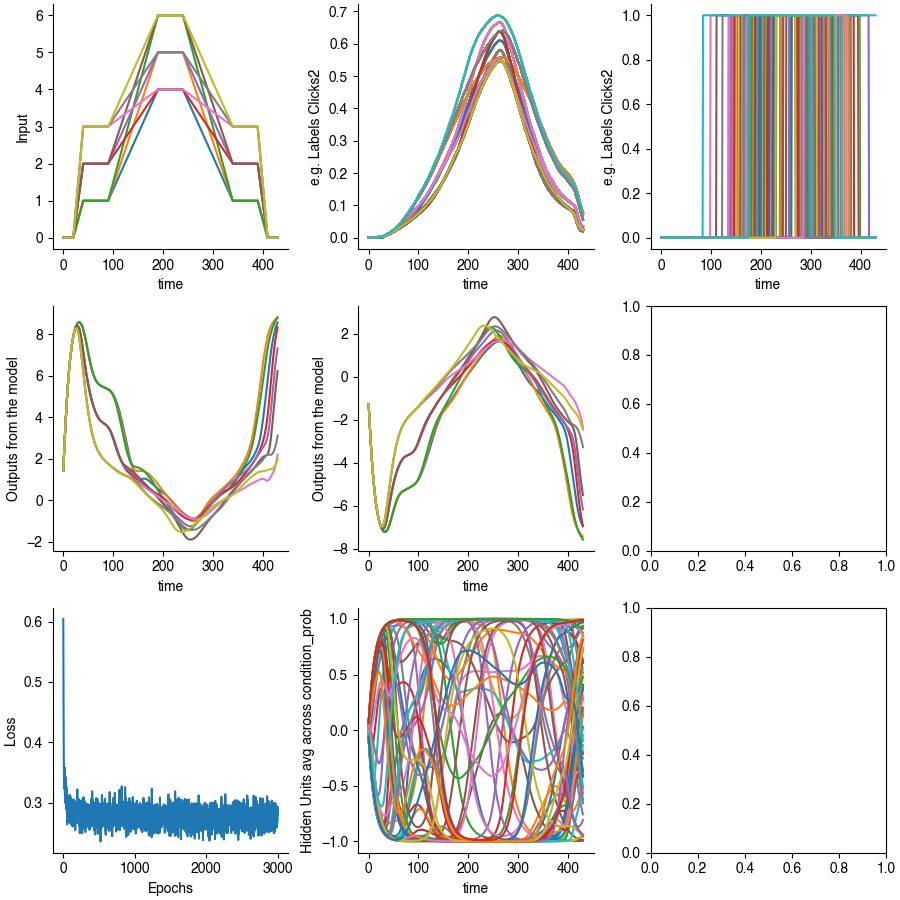 6
5
4
3
2
1
0
Input
0 100 200 300 400
time
0.7
0.6
0.5
0.4
0.3
0.2
0.1
0.0
e.g. Labels Clicks2
0 100 200 300 400
time
1.0
0.8
0.6
0.4
0.2
0.0
e.g. Labels Clicks2
0 100 200 300 400
time
8
6
4
2
0
−2
Outputs from the model
0 100 200 300 400
time
2
0
−2
−4
−6
−8
Outputs from the model
0 100 200 300 400
time
1.0
0.8
0.6
0.4
0.2
0.0
0.0 0.2 0.4 0.6 0.8 1.0
0.6
0.5
0.4
0.3
Loss
0 1000 2000 3000
Epochs
1.0
0.5
0.0
−0.5
−1.0
Hidden Units avg across condition_prob
0 100 200 300 400
time
1.0
0.8
0.6
0.4
0.2
0.0
0.0 0.2 0.4 0.6 0.8 1.0